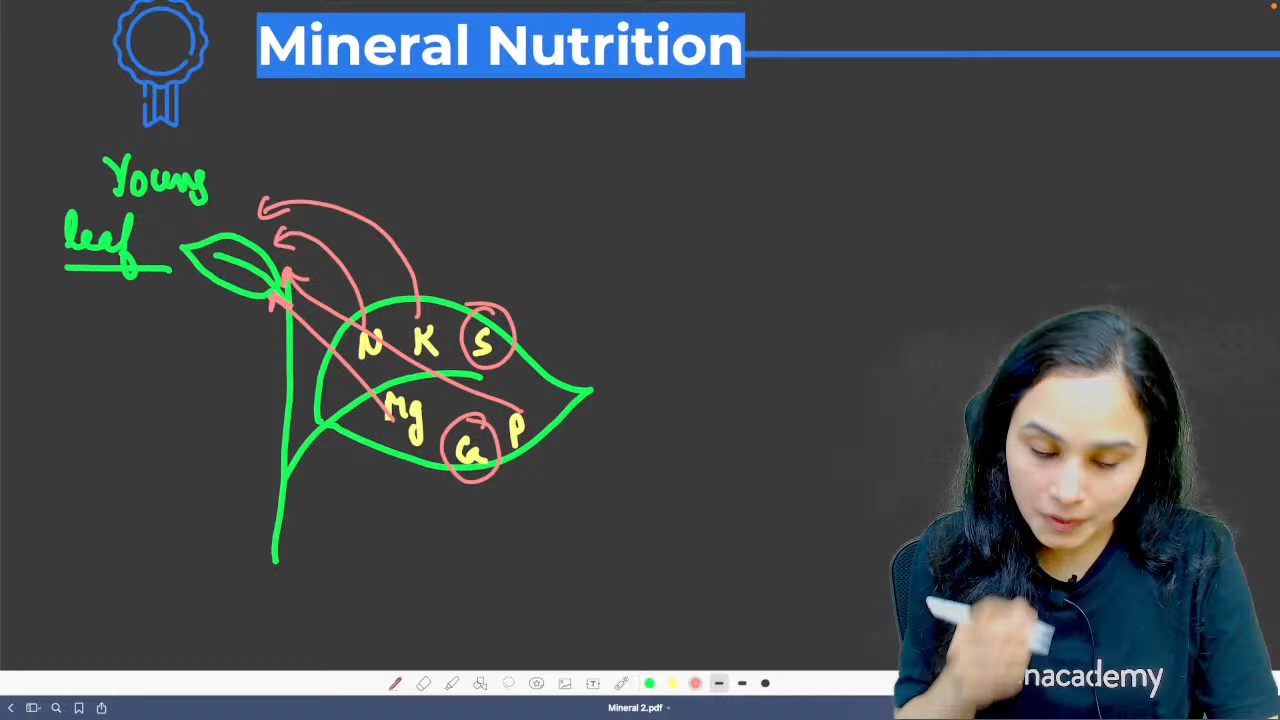 Mineral Nutrition
Young
leaf
N K S
Mg Ca P
nacademy
Mineral 2.pdf